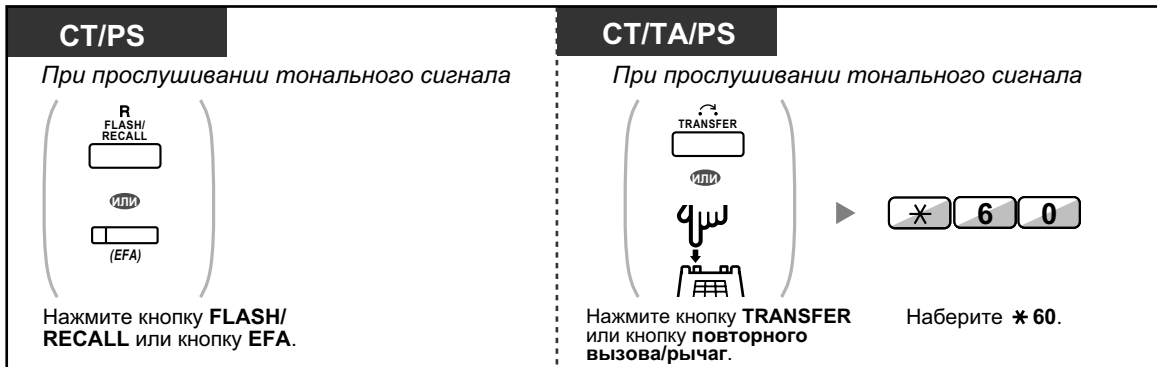 CT/PS
При прослушивании тонального сигнала
R
FLASH/
RECALL
или
(EFA)
Нажмите кнопку FLASH/
RECALL или кнопку EFA.
CT/TA/PS
При прослушивании тонального сигнала
TRANSFER
или
Нажмите кнопку TRANSFER
или кнопку повторного
вызова/рычаг.
* 6 0
Наберите * 60.